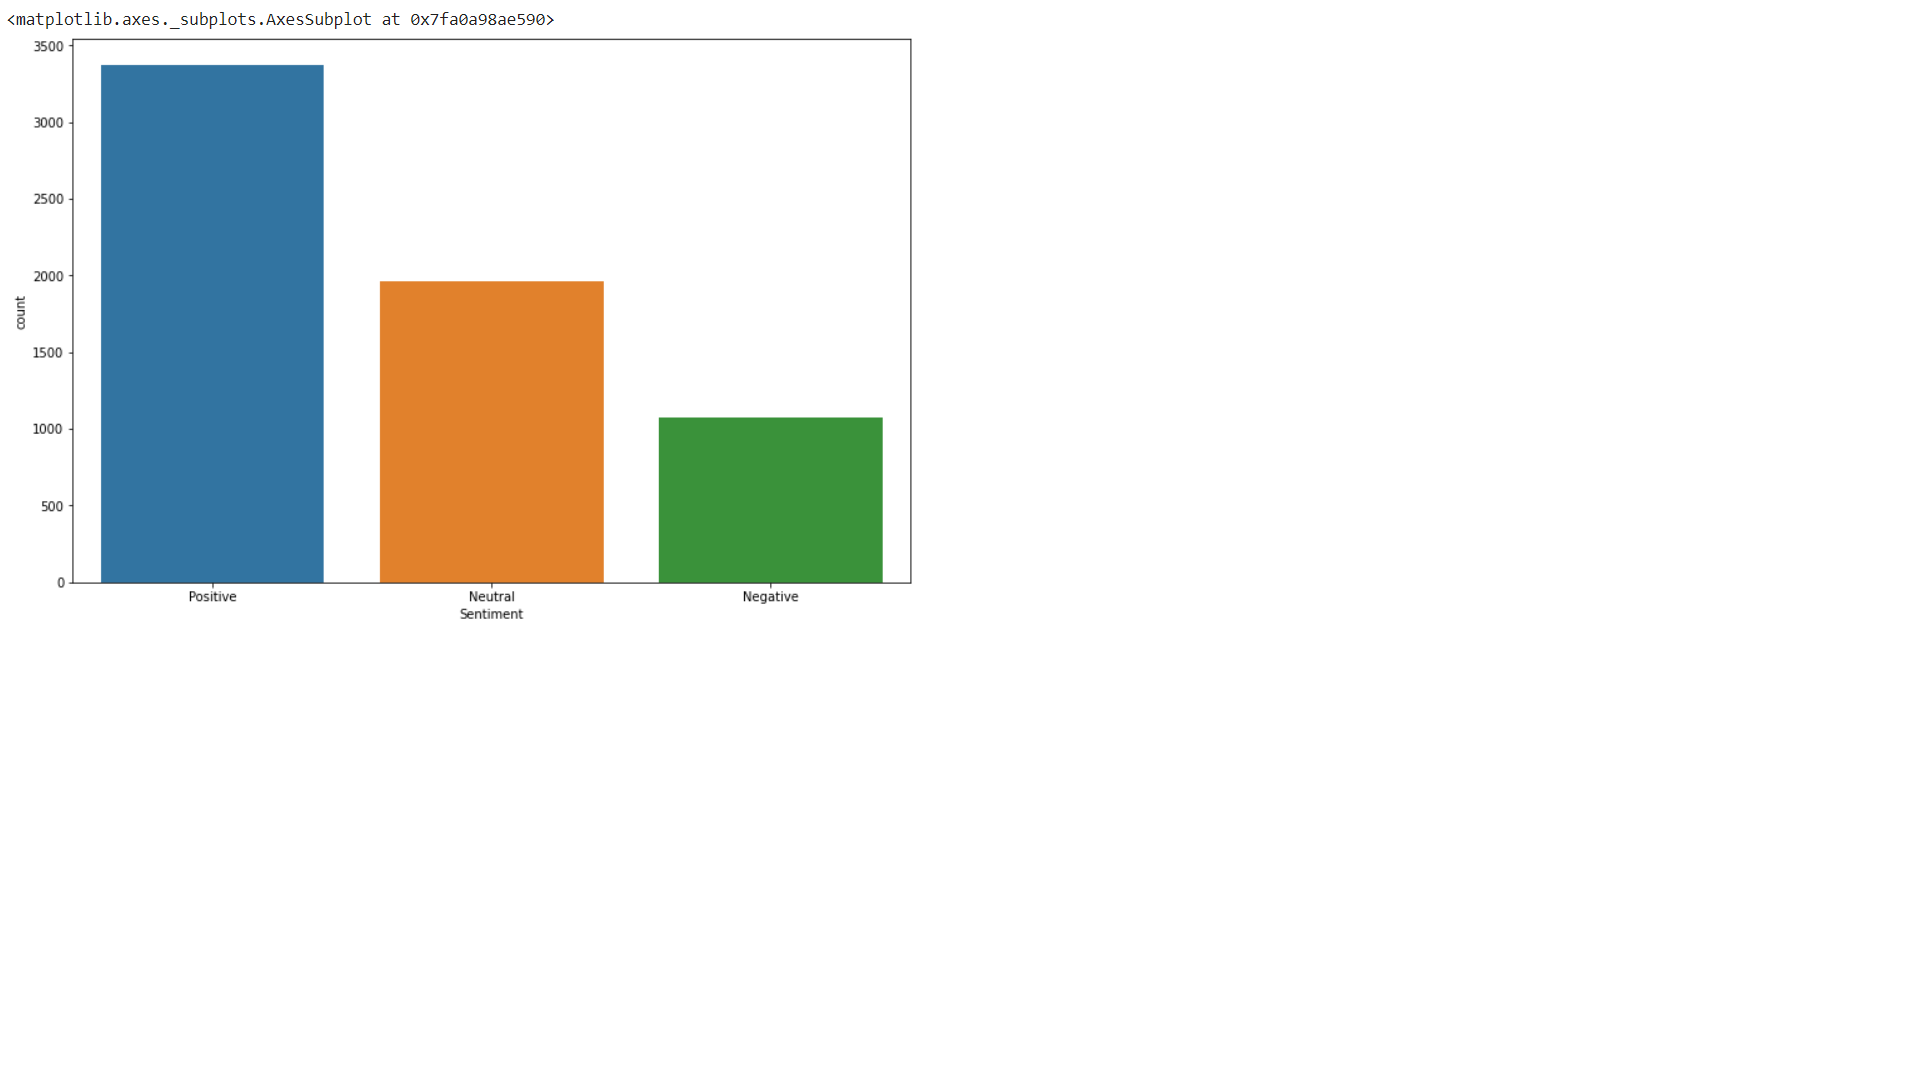 <matplotlib.axes._subplots.AxesSubplot at 0x7fa0a98ae590>
3500
3000
2500
2000
1500
1000
500
0
count
Positive
Neutral
Negative
Sentiment